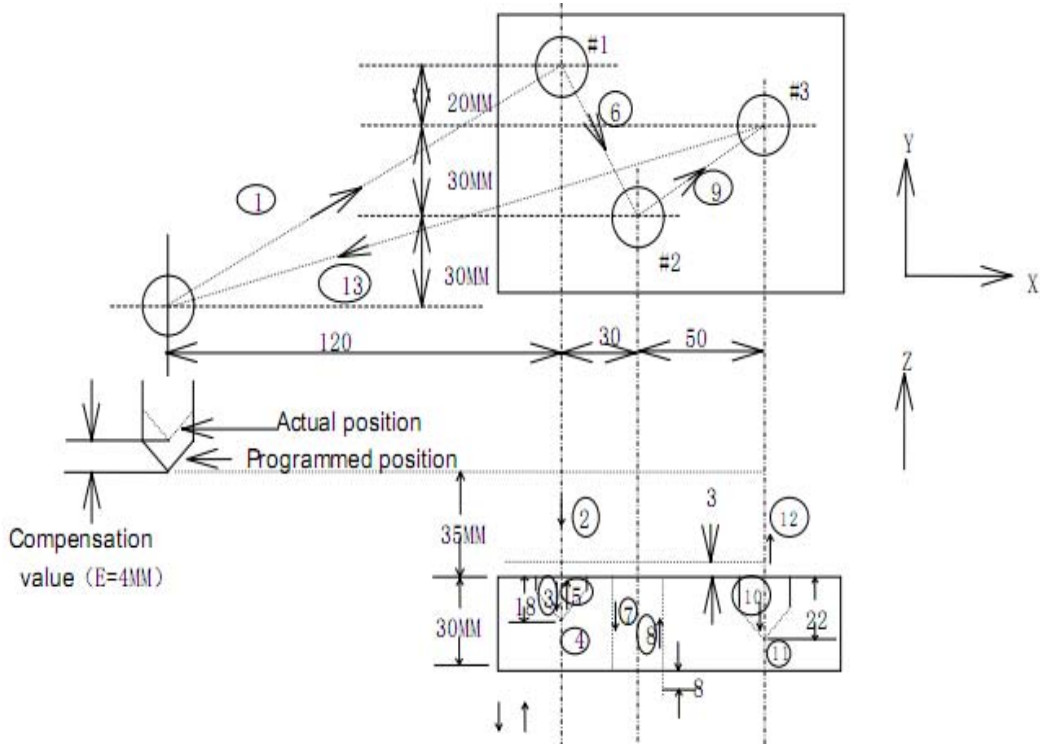 #1
#3
20MM
6
Y
30MM
9
1
#2
30MM
13
X
120
30
50
Z
Actual position
Programmed position
3
2
12
35MM
Compensation
value (E=4MM)
3
5
10
18
7
22
30MM
4
8
11
8